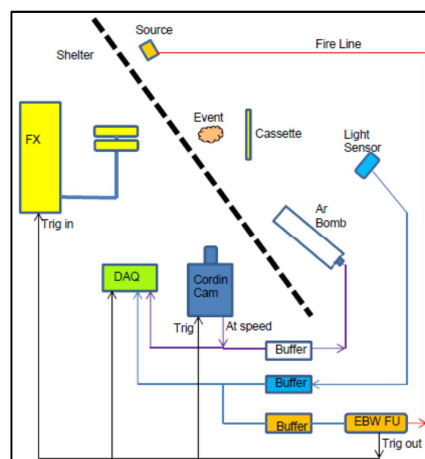 Source
Shelter
Fire Line
Event
Cassette
Light
Sensor
FX
Ar
Bomb
Trig in
DAQ
Cordin
Cam
Trig
At speed
Buffer
Buffer
Buffer
EBW FU
Trig out